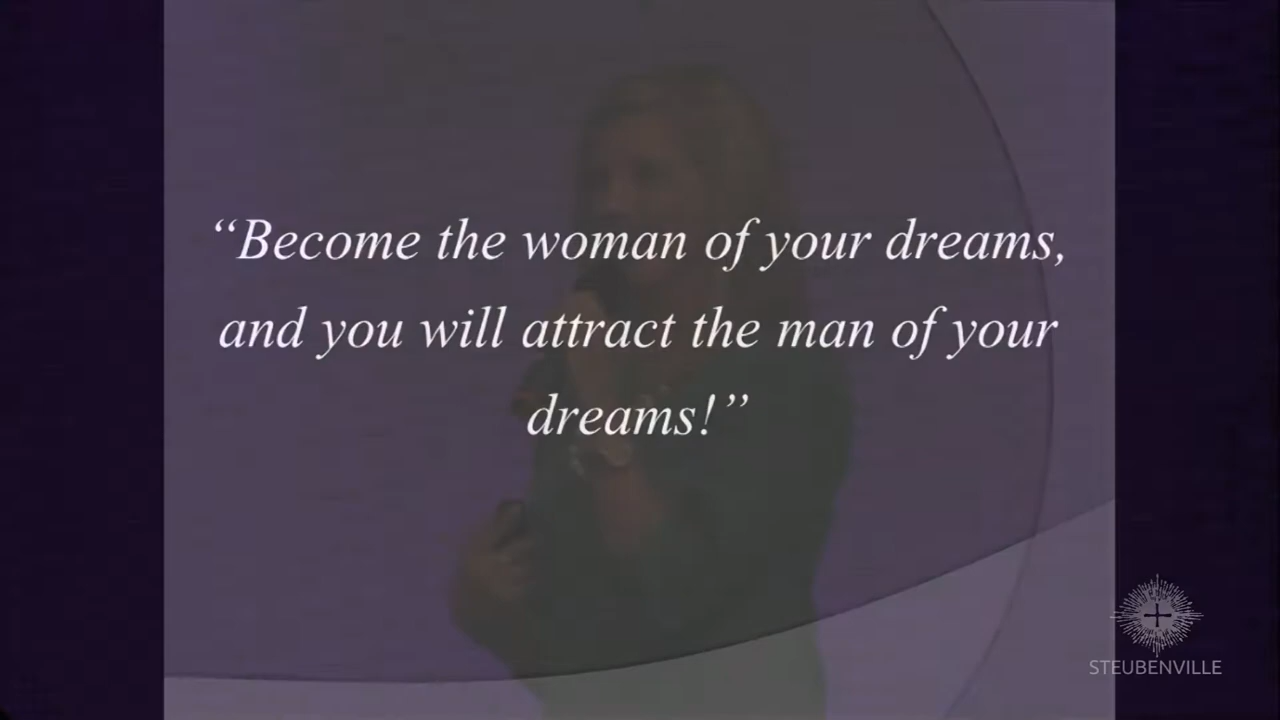 “Become the woman of your dreams,
and you will attract the man of your
dreams!”
STEUBENVILLE